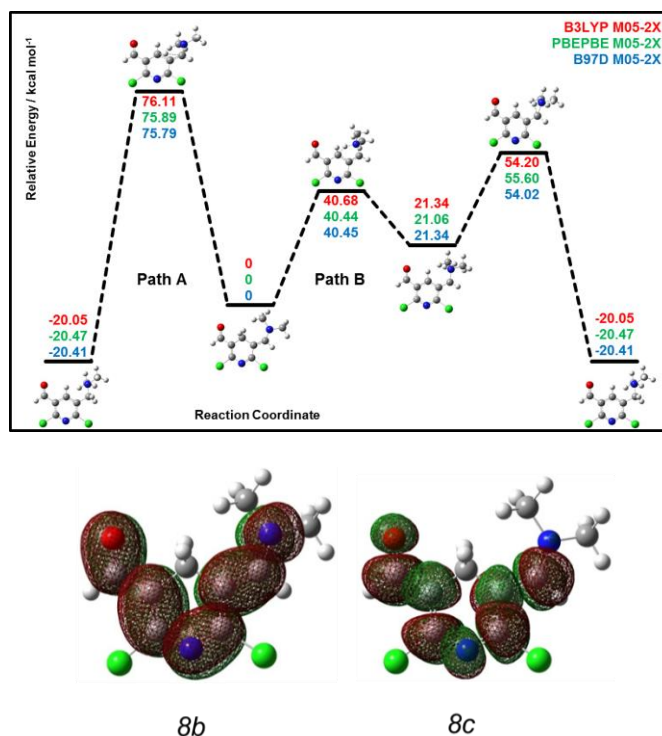 B3LYP M05-2X
PBEPBE M05-2X
B97D M05-2X
Relative Energy / kcal mol-1
76.11
75.89
75.79
54.20
55.60
54.02
40.68
40.44
40.45
21.34
21.06
21.34
0
0
0
Path A
Path B
-20.05
-20.47
-20.41
-20.05
-20.47
-20.41
Reaction Coordinate
8b
8c